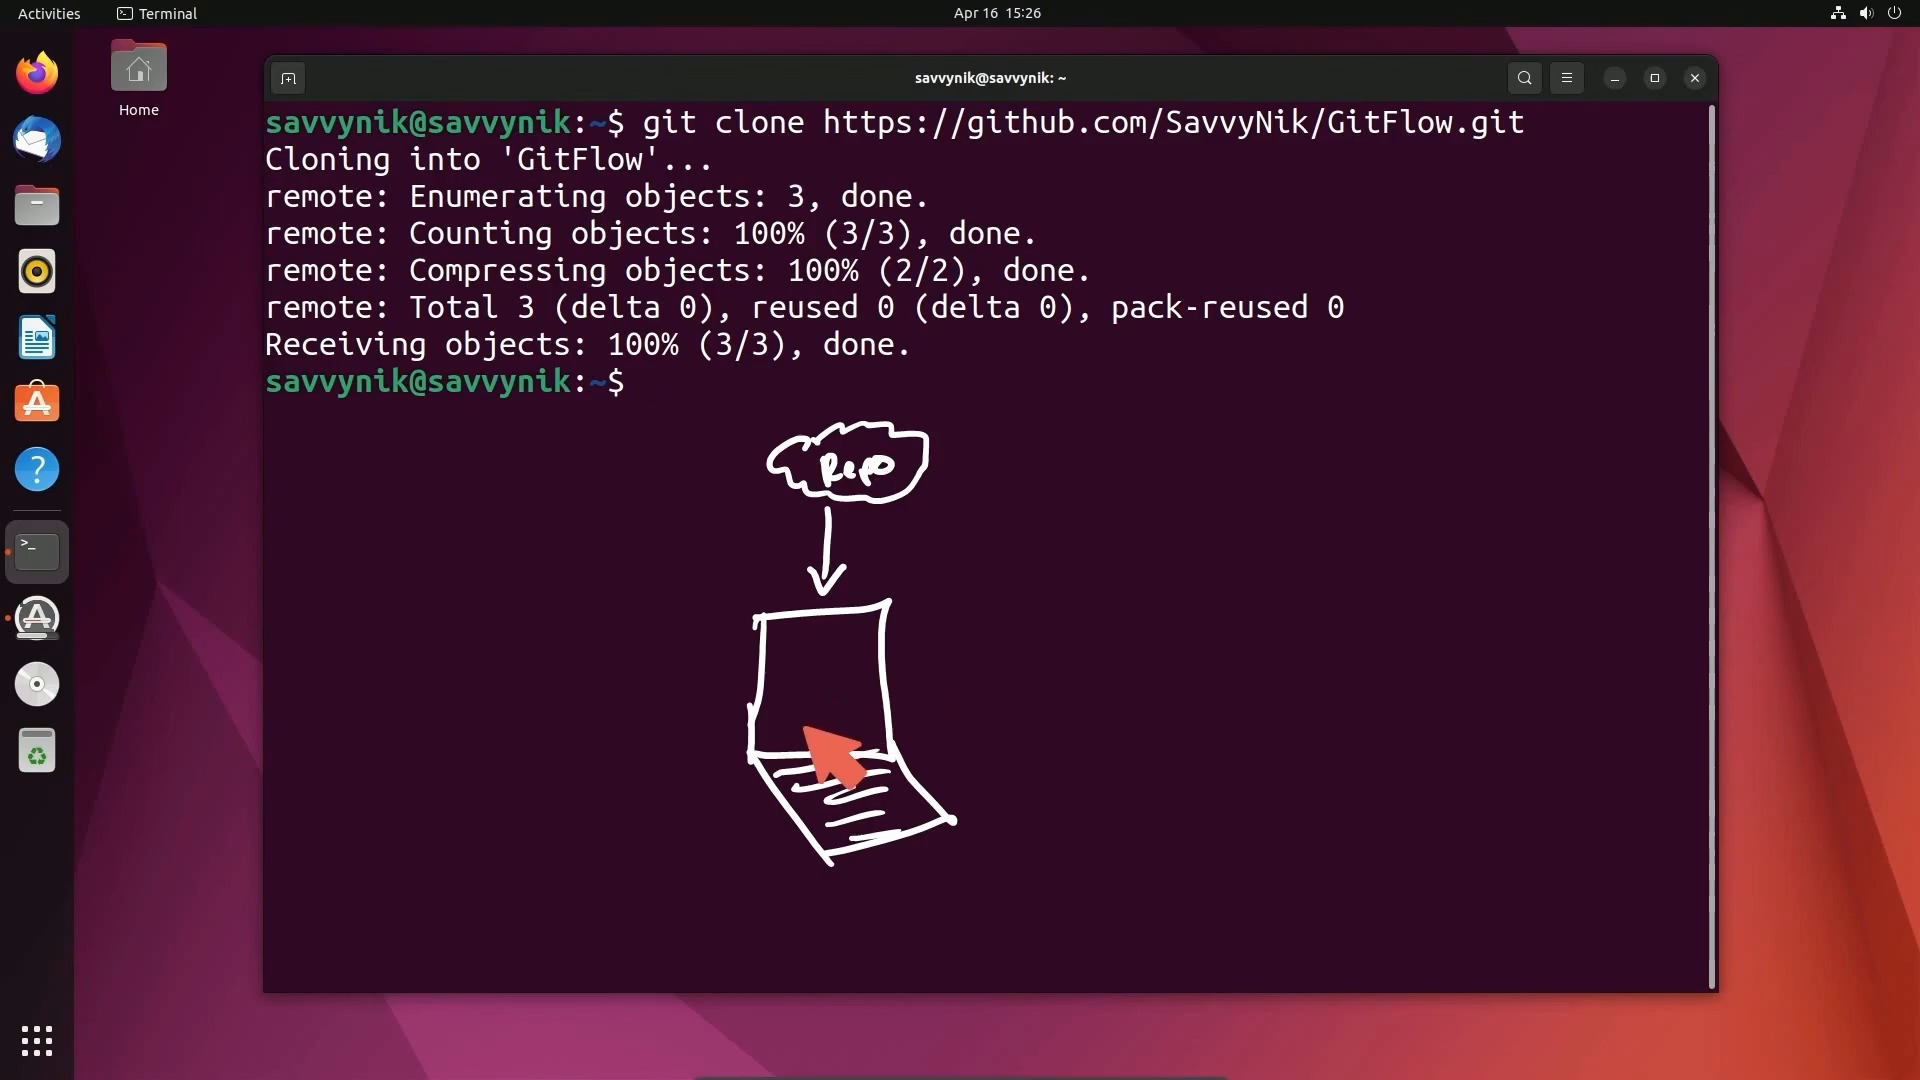 Activities
Terminal
Apr 16 15:26
Home
savvynik@savvynik: ~
savvynik@savvynik:~$ git clone https://github.com/SavvyNik/GitFlow.git
Cloning into 'GitFlow'...
remote: Enumerating objects: 3, done.
remote: Counting objects: 100% (3/3), done.
remote: Compressing objects: 100% (2/2), done.
remote: Total 3 (delta 0), reused 0 (delta 0), pack-reused 0
Receiving objects: 100% (3/3), done.
savvynik@savvynik:~$
Repo